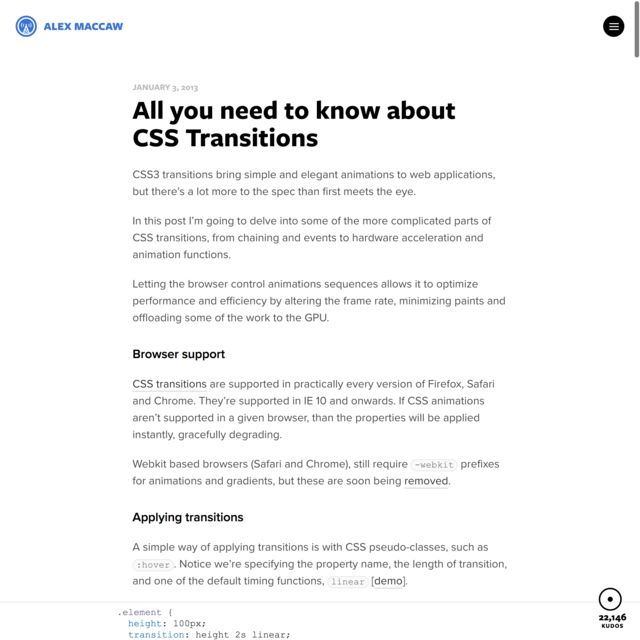 ALEX MACCAW
JANUARY 3, 2013
All you need to know about
CSS Transitions
CSS3 transitions bring simple and elegant animations to web applications,
but there's a lot more to the spec than first meets the eye.
In this post I'm going to delve into some of the more complicated parts of
CSS transitions, from chaining and events to hardware acceleration and
animation functions.
Letting the browser control animations sequences allows it to optimize
performance and efficiency by altering the frame rate, minimizing paints and
offloading some of the work to the GPU.
Browser support
CSS transitions are supported in practically every version of Firefox, Safari
and Chrome. They're supported in IE 10 and onwards. If CSS animations
aren't supported in a given browser, than the properties will be applied
instantly, gracefully degrading.
Webkit based browsers (Safari and Chrome), still require -webkit prefixes
for animations and gradients, but these are soon being removed.
Applying transitions
A simple way of applying transitions is with CSS pseudo-classes, such as
:hover. Notice we're specifying the property name, the length of transition,
and one of the default timing functions, linear [demo].
.element {
height: 100px;
transition: height 2s linear;
22,146
KUDOS